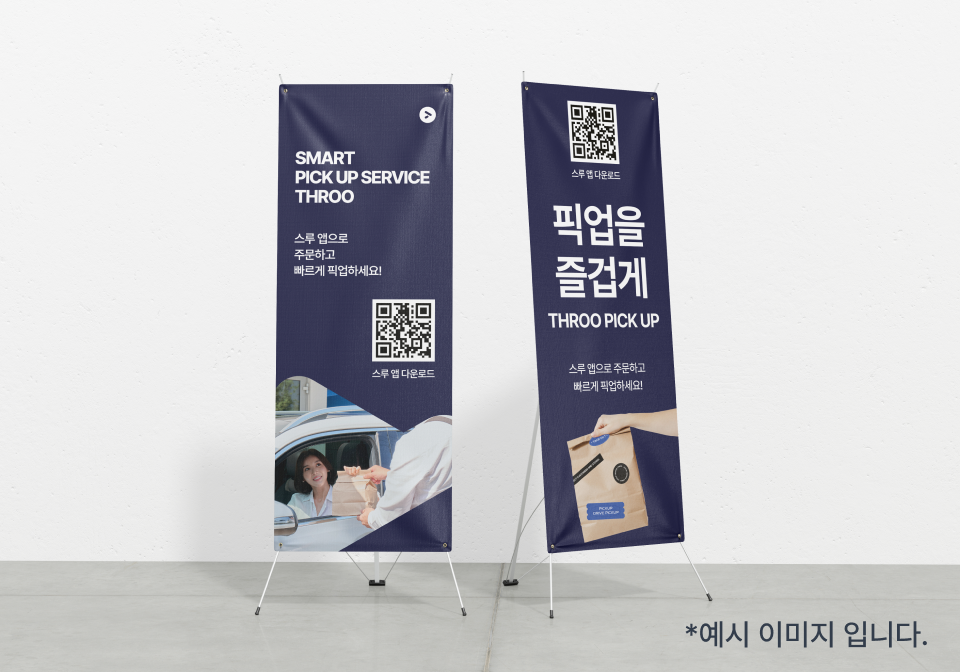 SMART
PICK UP SERVICE
THROO
스루 앱으로
주문하고
빠르게 픽업하세요!
스루 앱 다운로드
스루 앱 다운로드
픽업을
즐겁게
THROO PICK UP
스루 앱으로 주문하고
빠르게 픽업하세요!
PICKUP
DRIVE PICKUP
*예시 이미지 입니다.